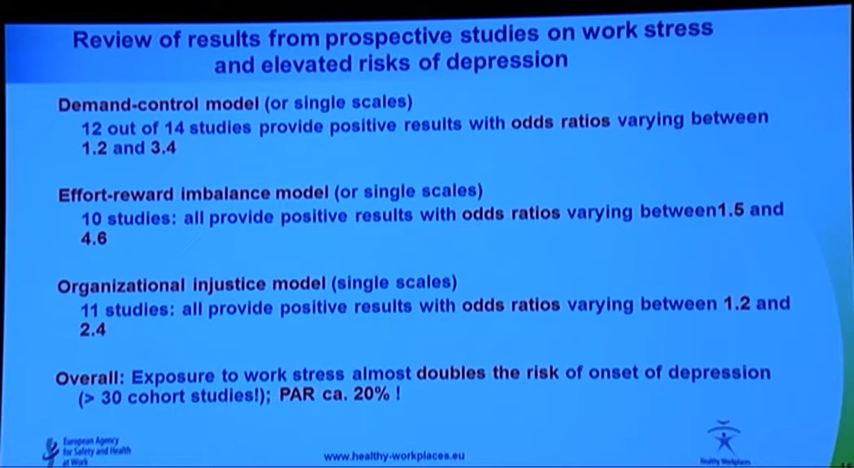 Review of results from prospective studies on work stress
and elevated risks of depression
Demand-control model (or single scales)
12 out of 14 studies provide positive results with odds ratios varying between
1.2 and 3.4
Effort-reward imbalance model (or single scales)
10 studies: all provide positive results with odds ratios varying between1.5 and
4.6
Organizational injustice model (single scales)
11 studies: all provide positive results with odds ratios varying between 1.2 and
2.4
Overall: Exposure to work stress almost doubles the risk of onset of depression
(> 30 cohort studies!); PAR ca. 20% !
European Agency
for Safety and Health
at Work
www.healthy-workplaces.eu
Healthy Workplaces